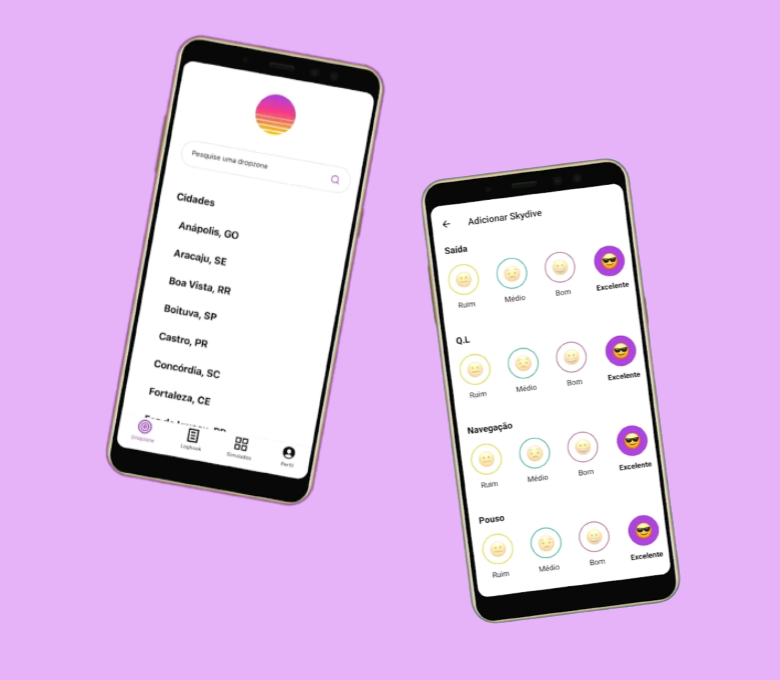 Pesquise uma dropzone
Cidades
Anápolis, GO
Aracaju, SE
Boa Vista, RR
Boituva, SP
Castro, PR
Concórdia, SC
Fortaleza, CE
Dropzone Logbook Simulados Perfil
Adicionar Skydive
Saída
Ruim Médio Bom Excelente
Q.L
Ruim Médio Bom Excelente
Navegação
Ruim Médio Bom Excelente
Pouso
Ruim Médio Bom Excelente